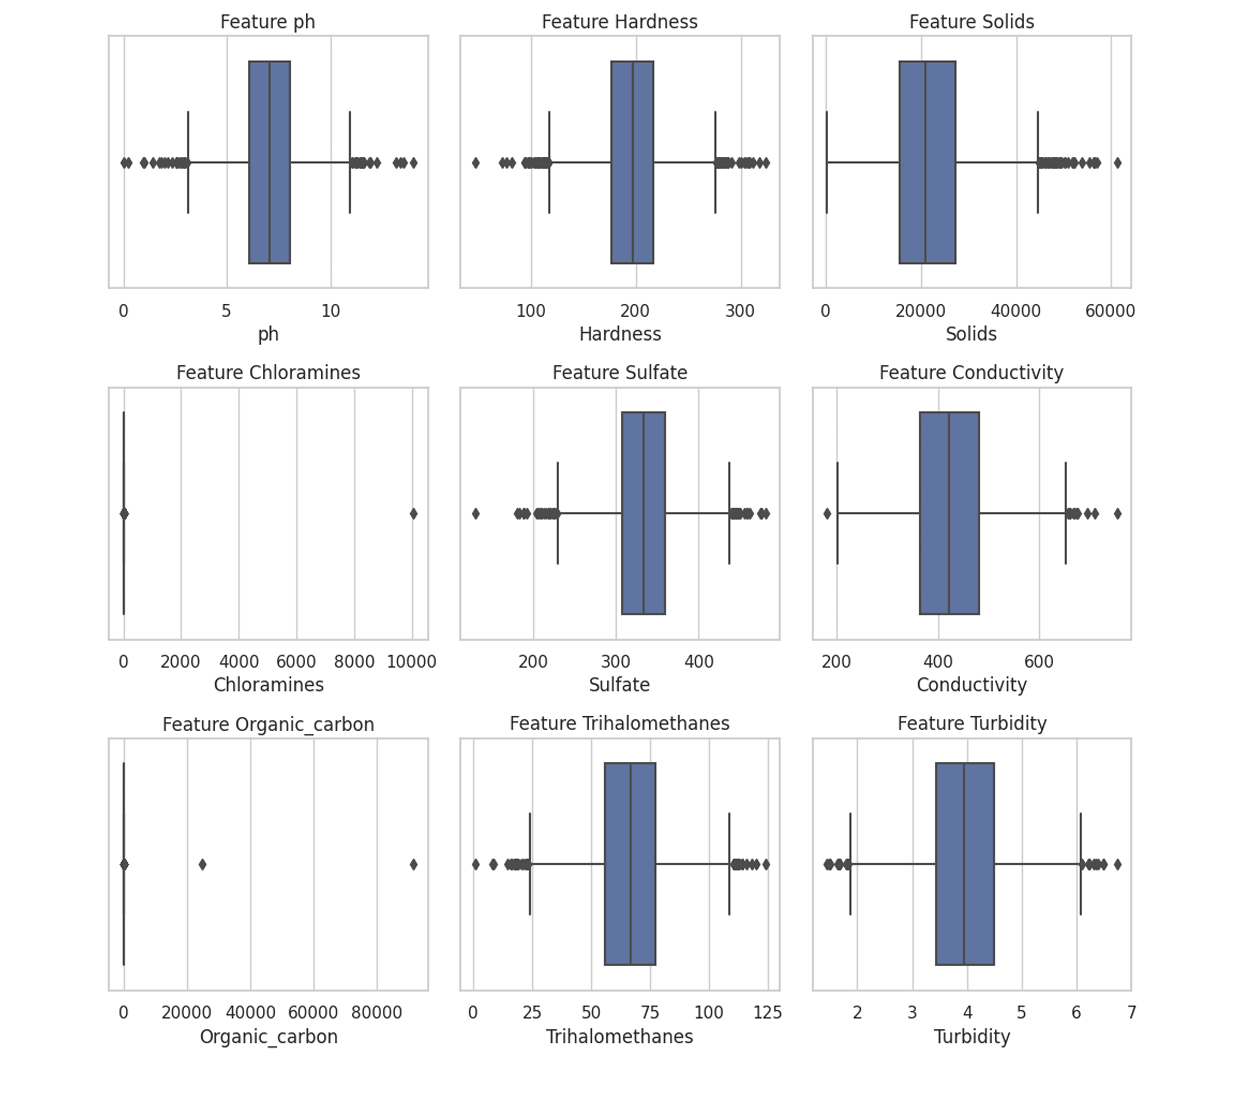 Feature ph
Feature Hardness
Feature Solids
0 5 10
100 200 300
0 20000 40000 60000
ph
Hardness
Solids
Feature Chloramines
Feature Sulfate
Feature Conductivity
0 2000 4000 6000 8000 10000
200 300 400
200 400 600
Chloramines
Sulfate
Conductivity
Feature Organic_carbon
Feature Trihalomethanes
Feature Turbidity
0 20000 40000 60000 80000
0 25 50 75 100 125
2 3 4 5 6 7
Organic_carbon
Trihalomethanes
Turbidity